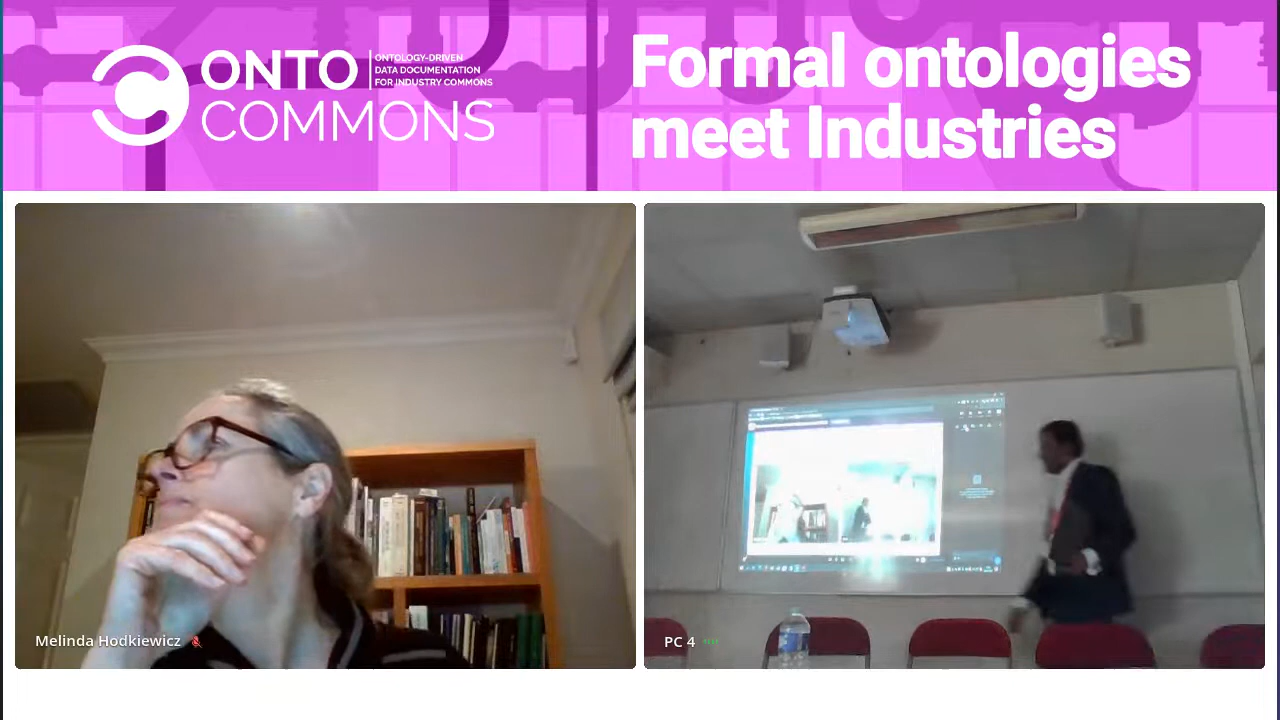 ONTO
COMMONS
ONTOLOGY-DRIVEN
DATA DOCUMENTATION
FOR INDUSTRY COMMONS
Formal ontologies
meet Industries
Melinda Hodkiewicz
PC 4